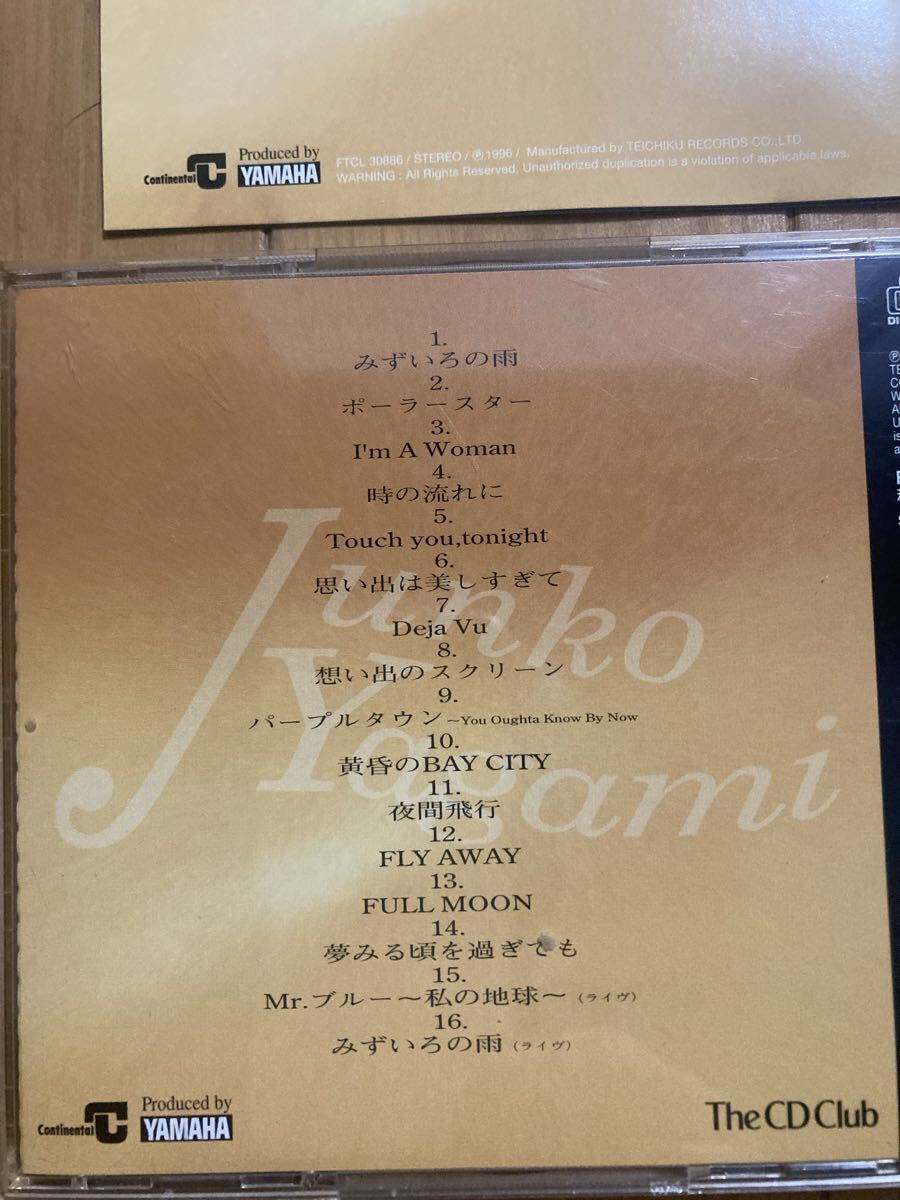 Continental
Produced by
YAMAHA
FTCL 30886 / STEREO / Ⓟ1996 / Manufactured by TEICHIKU RECORDS CO.,LTD.
WARNING : All Rights Reserved. Unauthorized duplication is a violation of applicable laws.
1.
みずいろの雨
2.
ポーラースター
3.
I'm A Woman
4.
時の流れに
5.
Touch you,tonight
6.
思い出は美しすぎて
7.
Deja Vu
8.
想い出のスクリーン
9.
パープルタウン~You Oughta Know By Now
10.
黄昏のBAY CITY
11.
夜間飛行
12.
FLY AWAY
13.
FULL MOON
14.
夢みる頃を過ぎても
15.
Mr.ブルー~私の地球~(ライヴ)
16.
みずいろの雨(ライヴ)
Junko
Yagami
Continental
Produced by
YAMAHA
The CD Club